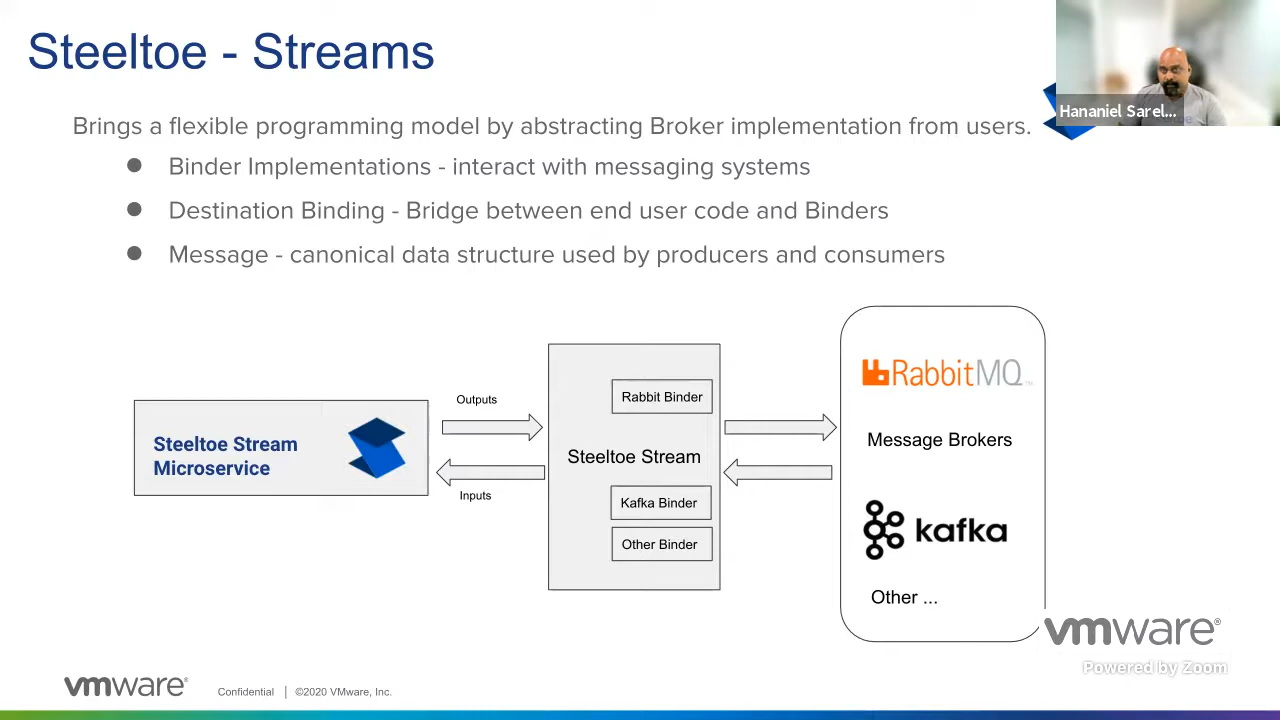 Steeltoe - Streams
Hananiel Sarel...
Brings a flexible programming model by abstracting Broker implementation from users.
● Binder Implementations - interact with messaging systems
● Destination Binding - Bridge between end user code and Binders
● Message - canonical data structure used by producers and consumers
Steeltoe Stream
Microservice
Outputs
Inputs
Rabbit Binder
Steeltoe Stream
Kafka Binder
Other Binder
RabbitMQ™
Message Brokers
kafka
Other ...
vmware®
Powered by Zoom
vmware®
Confidential | ©2020 VMware, Inc.